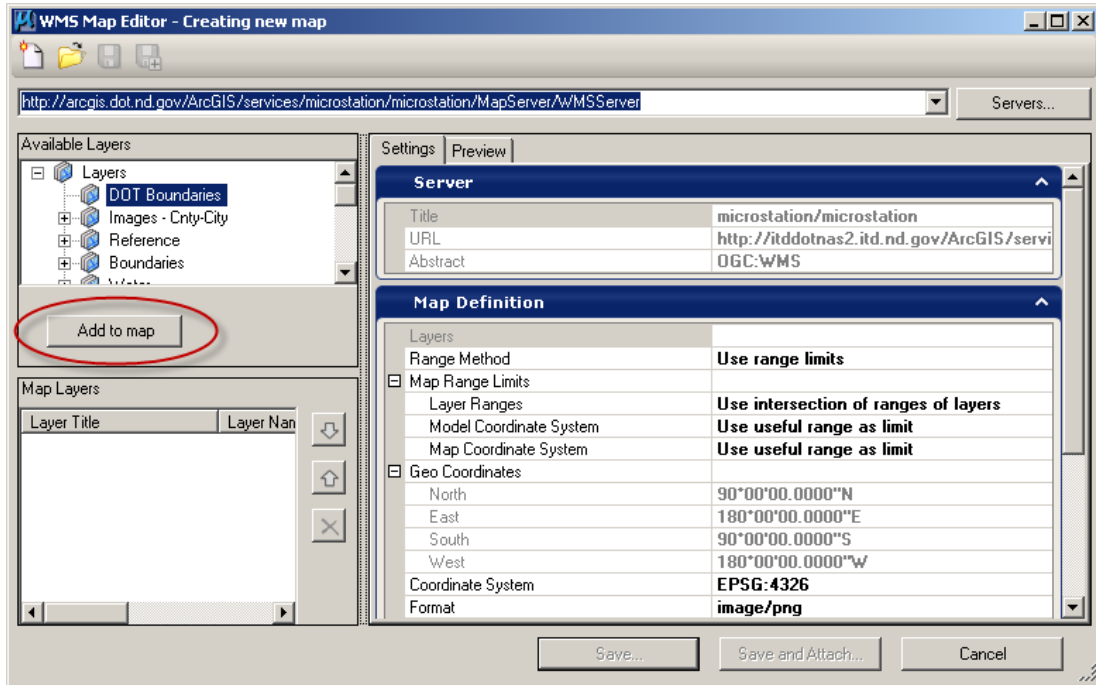 WMS Map Editor - Creating new map
http://arcgis.dot.nd.gov/ArcGIS/services/microstation/microstation/MapServer/WMSServer
Servers...
Available Layers
Layers
DOT Boundaries
Images - Cnty-City
Reference
Boundaries
Add to map
Map Layers
Layer Title Layer Nan
Settings Preview
Server
Title microstation/microstation
URL http://itddotnas2.itd.nd.gov/ArcGIS/servi
Abstract OGC:WMS
Map Definition
Layers
Range Method Use range limits
Map Range Limits
Layer Ranges Use intersection of ranges of layers
Model Coordinate System Use useful range as limit
Map Coordinate System Use useful range as limit
Geo Coordinates
North 90°00'00.0000"N
East 180°00'00.0000"E
South 90°00'00.0000"S
West 180°00'00.0000"W
Coordinate System EPSG:4326
Format image/png
Save... Save and Attach... Cancel